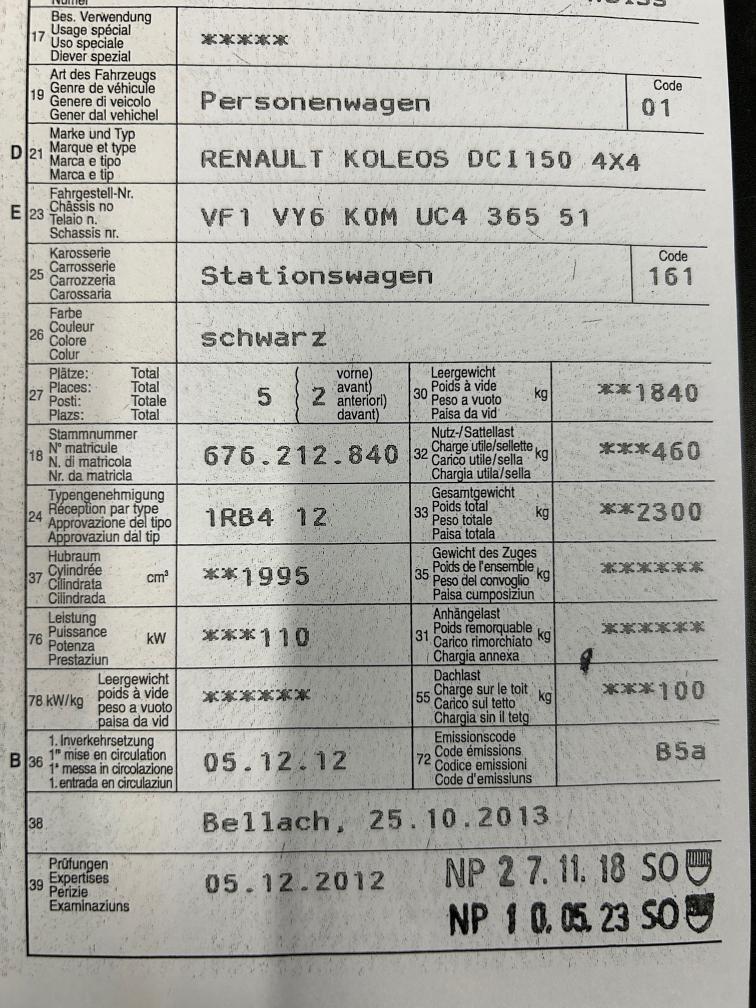 17 Bes. Verwendung
Usage spécial
Uso speciale
Diever spezial
*****
19 Art des Fahrzeugs
Genre de véhicule
Genere di veicolo
Gener dal vehichel
Personenwagen
Code
01
D 21 Marke und Typ
Marque et type
Marca e tipo
Marca e tip
RENAULT KOLEOS DCI150 4X4
E 23 Fahrgestell-Nr.
Châssis no
Telaio n.
Schassis nr.
VF1 VY6 K0M UC4 365 51
25 Karosserie
Carrosserie
Carrozzeria
Carossaria
Stationswagen
Code
161
26 Farbe
Couleur
Colore
Colur
schwarz
27 Plätze: Total
Places: Total
Posti: Totale
Plazs: Total
5 ( 2 vorne)
avant)
anteriori)
davant)
30 Leergewicht
Poids à vide
Peso a vuoto
Paisa da vid
kg
**1840
18 Stammnummer
N° matricule
N. di matricola
Nr. da matricla
676.212.840
32 Nutz-/Sattellast
Charge utile/sellette
Carico utile/sella
Chargia utila/sella
kg
***460
24 Typengenehmigung
Réception par type
Approvazione del tipo
Approvaziun dal tip
1RB4 12
33 Gesamtgewicht
Poids total
Peso totale
Paisa totala
kg
**2300
37 Hubraum
Cylindrée
Cilindrata
Cilindrada
cm³
**1995
35 Gewicht des Zuges
Poids de l'ensemble
Peso del convoglio
Paisa cumposiziun
kg
******
76 Leistung
Puissance
Potenza
Prestaziun
kW
***110
31 Anhängelast
Poids remorquable
Carico rimorchiato
Chargia annexa
kg
******
78 kW/kg Leergewicht
poids à vide
peso a vuoto
paisa da vid
******
55 Dachlast
Charge sur le toit
Carico sul tetto
Chargia sin il tetg
kg
***100
B 36 1. Inverkehrsetzung
1re mise en circulation
1a messa in circolazione
1. entrada en circulaziun
05.12.12
72 Emissionscode
Code émissions
Codice emissioni
Code d'emissiuns
B5a
38
Bellach, 25.10.2013
39 Prüfungen
Expertises
Perizie
Examinaziuns
05.12.2012
NP 27.11.18 SO
NP 10.05.23 SO